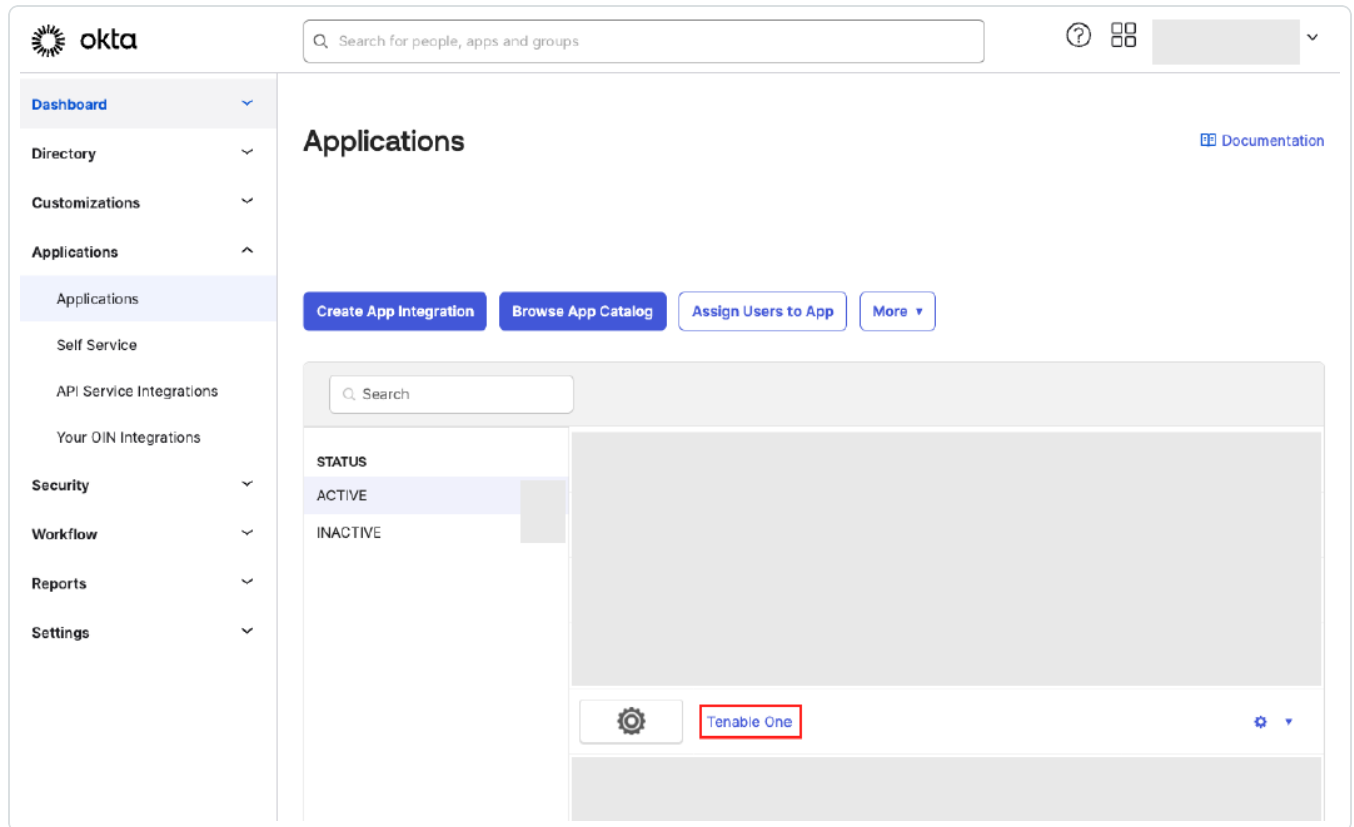 okta
Search for people, apps and groups
Dashboard
Directory
Customizations
Applications
Applications
Self Service
API Service Integrations
Your OIN Integrations
Security
Workflow
Reports
Settings
Applications
Documentation
Create App Integration
Browse App Catalog
Assign Users to App
More
Search
STATUS
ACTIVE
INACTIVE
Tenable One